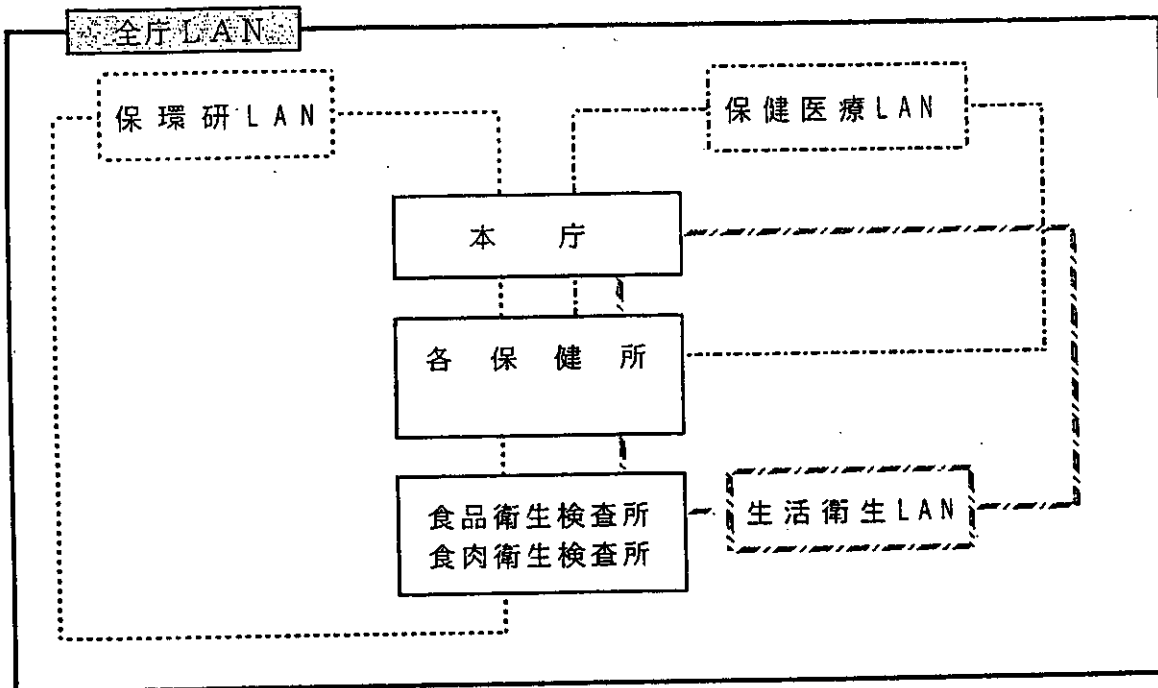 全庁LAN
保環研LAN
保健医療LAN
本庁
各保健所
食品衛生検査所
食肉衛生検査所
生活衛生LAN